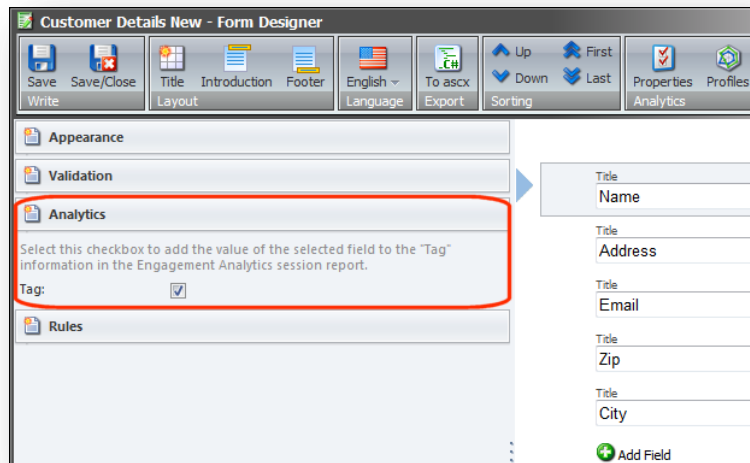 Customer Details New - Form Designer
Save Save/Close Title Introduction Footer English To ascx Up First Properties Profiles
C#
Down Last
Write Layout Language Export Sorting Analytics
Appearance
Validation
Analytics
Select this checkbox to add the value of the selected field to the "Tag"
information in the Engagement Analytics session report.
Tag:
Rules
Title
Name
Title
Address
Title
Email
Title
Zip
Title
City
Add Field